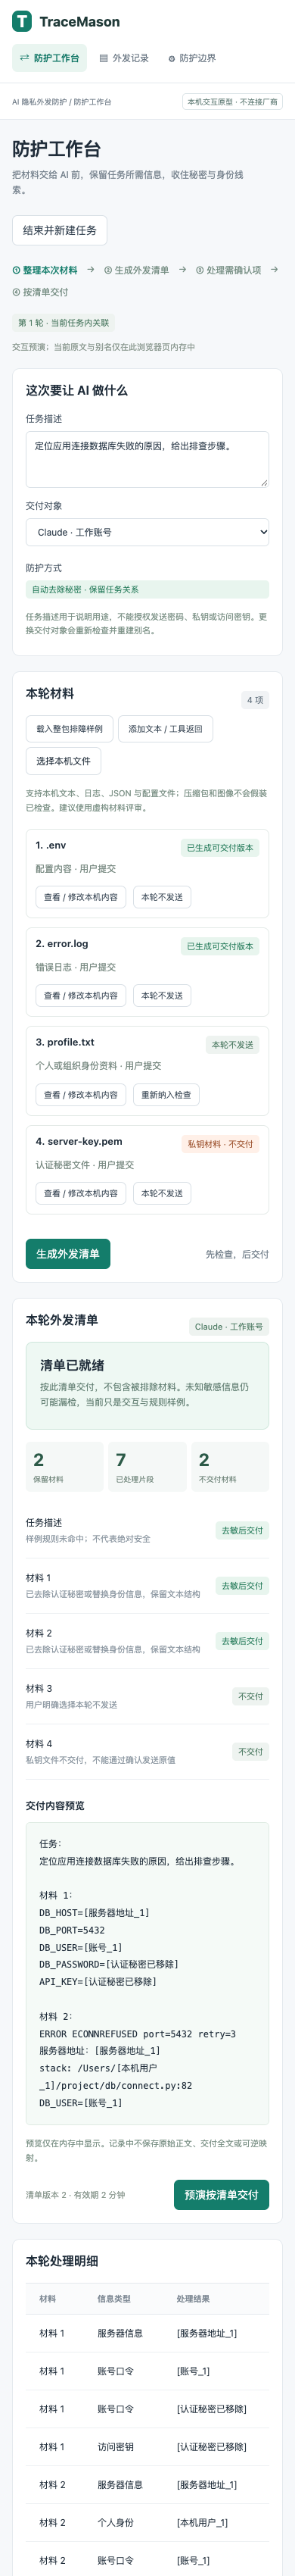 T TraceMason
防护工作台 外发记录 防护边界
AI 隐私外发防护 / 防护工作台 本机交互原型 · 不连接厂商
防护工作台
把材料交给 AI 前，保留任务所需信息，收住秘密与身份线
索。
结束并新建任务
① 整理本次材料 → ② 生成外发清单 → ③ 处理需确认项 →
④ 按清单交付
第 1 轮 · 当前任务内关联
交互预演；当前原文与别名仅在此浏览器页内存中
这次要让 AI 做什么
任务描述
定位应用连接数据库失败的原因，给出排查步骤。
交付对象
Claude · 工作账号
防护方式
自动去除秘密 · 保留任务关系
任务描述用于说明用途，不能授权发送密码、私钥或访问密钥。更
换交付对象会重新检查并重建别名。
本轮材料 4 项
载入整包排障样例 添加文本 / 工具返回
选择本机文件
支持本机文本、日志、JSON 与配置文件；压缩包和图像不会假装
已检查。建议使用虚构材料评审。
1. .env 已生成可交付版本
配置内容 · 用户提交
查看 / 修改本机内容 本轮不发送
2. error.log 已生成可交付版本
错误日志 · 用户提交
查看 / 修改本机内容 本轮不发送
3. profile.txt 本轮不发送
个人或组织身份资料 · 用户提交
查看 / 修改本机内容 重新纳入检查
4. server-key.pem 私钥材料 · 不交付
认证秘密文件 · 用户提交
查看 / 修改本机内容 本轮不发送
生成外发清单 先检查，后交付
本轮外发清单 Claude · 工作账号
清单已就绪
按此清单交付，不包含被排除材料。未知敏感信息仍
可能漏检，当前只是交互与规则样例。
2 7 2
保留材料 已处理片段 不交付材料
任务描述 去敏后交付
样例规则未命中；不代表绝对安全
材料 1 去敏后交付
已去除认证秘密或替换身份信息，保留文本结构
材料 2 去敏后交付
已去除认证秘密或替换身份信息，保留文本结构
材料 3 不交付
用户明确选择本轮不发送
材料 4 不交付
私钥文件不交付，不能通过确认发送原值
交付内容预览
任务：
定位应用连接数据库失败的原因，给出排查步骤。
材料 1：
DB_HOST=[服务器地址_1]
DB_PORT=5432
DB_USER=[账号_1]
DB_PASSWORD=[认证秘密已移除]
API_KEY=[认证秘密已移除]
材料 2：
ERROR ECONNREFUSED port=5432 retry=3
服务器地址：[服务器地址_1]
stack: /Users/[本机用户
_1]/project/db/connect.py:82
DB_USER=[账号_1]
预览仅在内存中显示。记录中不保存原始正文、交付全文或可逆映
射。
清单版本 2 · 有效期 2 分钟 预演按清单交付
本轮处理明细
材料 信息类型 处理结果
材料 1 服务器信息 [服务器地址_1]
材料 1 账号口令 [账号_1]
材料 1 账号口令 [认证秘密已移除]
材料 1 访问密钥 [认证秘密已移除]
材料 2 服务器信息 [服务器地址_1]
材料 2 个人身份 [本机用户_1]
材料 2 账号口令 [账号_1]